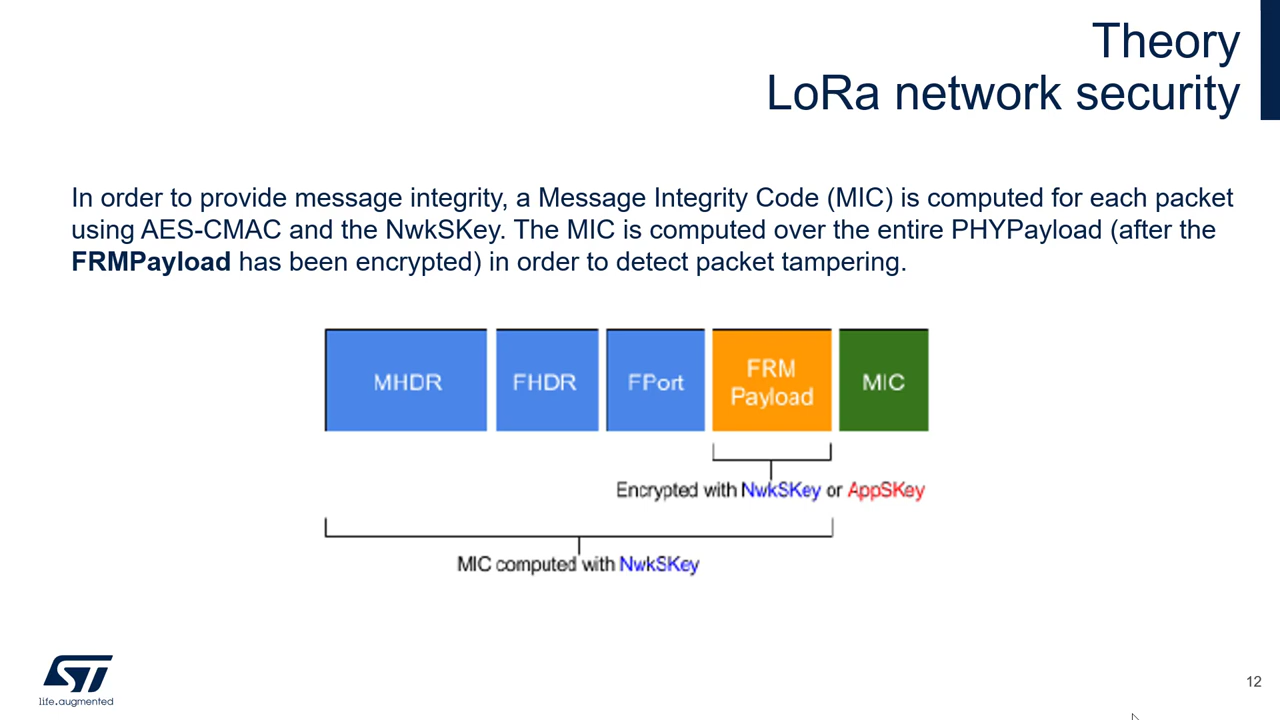 Theory
LoRa network security
In order to provide message integrity, a Message Integrity Code (MIC) is computed for each packet
using AES-CMAC and the NwkSKey. The MIC is computed over the entire PHYPayload (after the
FRMPayload has been encrypted) in order to detect packet tampering.
MHDR
FHDR
FPort
FRM
Payload
MIC
Encrypted with NwkSKey or AppSKey
MIC computed with NwkSKey
ST
life.augmented
12